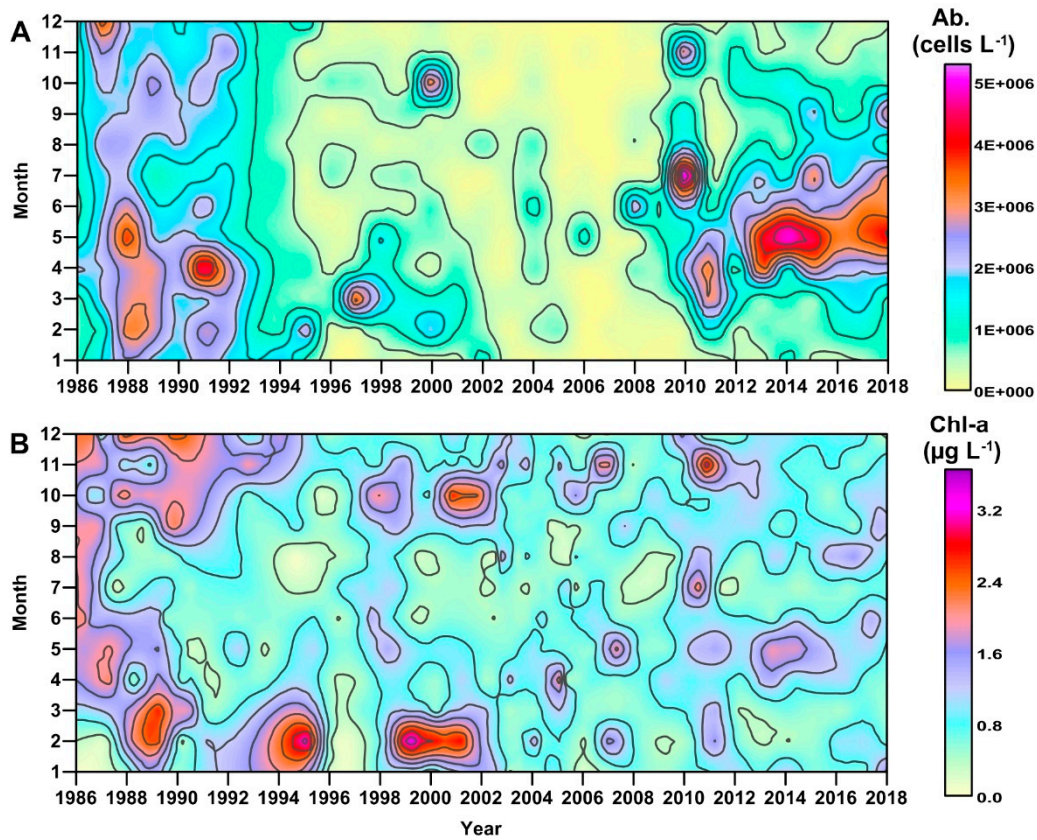 A
Ab.
(cells L⁻¹)
12
11
10
9
8
7
6
5
4
3
2
1
Month
5E+006
4E+006
3E+006
2E+006
1E+006
0E+000
1986 1988 1990 1992 1994 1996 1998 2000 2002 2004 2006 2008 2010 2012 2014 2016 2018
B
Chl-a
(µg L⁻¹)
12
11
10
9
8
7
6
5
4
3
2
1
Month
3.2
2.4
1.6
0.8
0.0
1986 1988 1990 1992 1994 1996 1998 2000 2002 2004 2006 2008 2010 2012 2014 2016 2018
Year